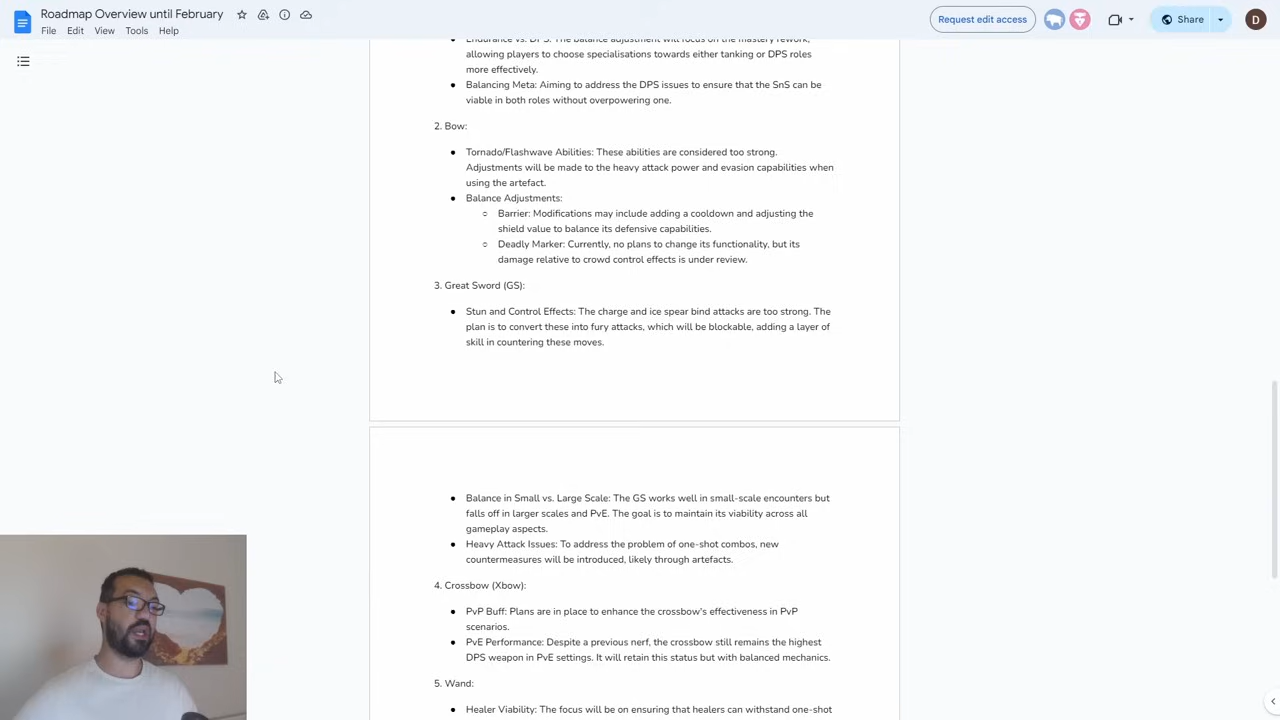 Roadmap Overview until February
File Edit View Tools Help
Request edit access
Share
D
Endurance vs. DPS: The balance adjustment will focus on the mastery rework,
allowing players to choose specialisations towards either tanking or DPS roles
more effectively.
● Balancing Meta: Aiming to address the DPS issues to ensure that the SnS can be
viable in both roles without overpowering one.
2. Bow:
● Tornado/Flashwave Abilities: These abilities are considered too strong.
Adjustments will be made to the heavy attack power and evasion capabilities when
using the artefact.
● Balance Adjustments:
○ Barrier: Modifications may include adding a cooldown and adjusting the
shield value to balance its defensive capabilities.
○ Deadly Marker: Currently, no plans to change its functionality, but its
damage relative to crowd control effects is under review.
3. Great Sword (GS):
● Stun and Control Effects: The charge and ice spear bind attacks are too strong. The
plan is to convert these into fury attacks, which will be blockable, adding a layer of
skill in countering these moves.
● Balance in Small vs. Large Scale: The GS works well in small-scale encounters but
falls off in larger scales and PvE. The goal is to maintain its viability across all
gameplay aspects.
● Heavy Attack Issues: To address the problem of one-shot combos, new
countermeasures will be introduced, likely through artefacts.
4. Crossbow (Xbow):
● PvP Buff: Plans are in place to enhance the crossbow's effectiveness in PvP
scenarios.
● PvE Performance: Despite a previous nerf, the crossbow still remains the highest
DPS weapon in PvE settings. It will retain this status but with balanced mechanics.
5. Wand:
● Healer Viability: The focus will be on ensuring that healers can withstand one-shot